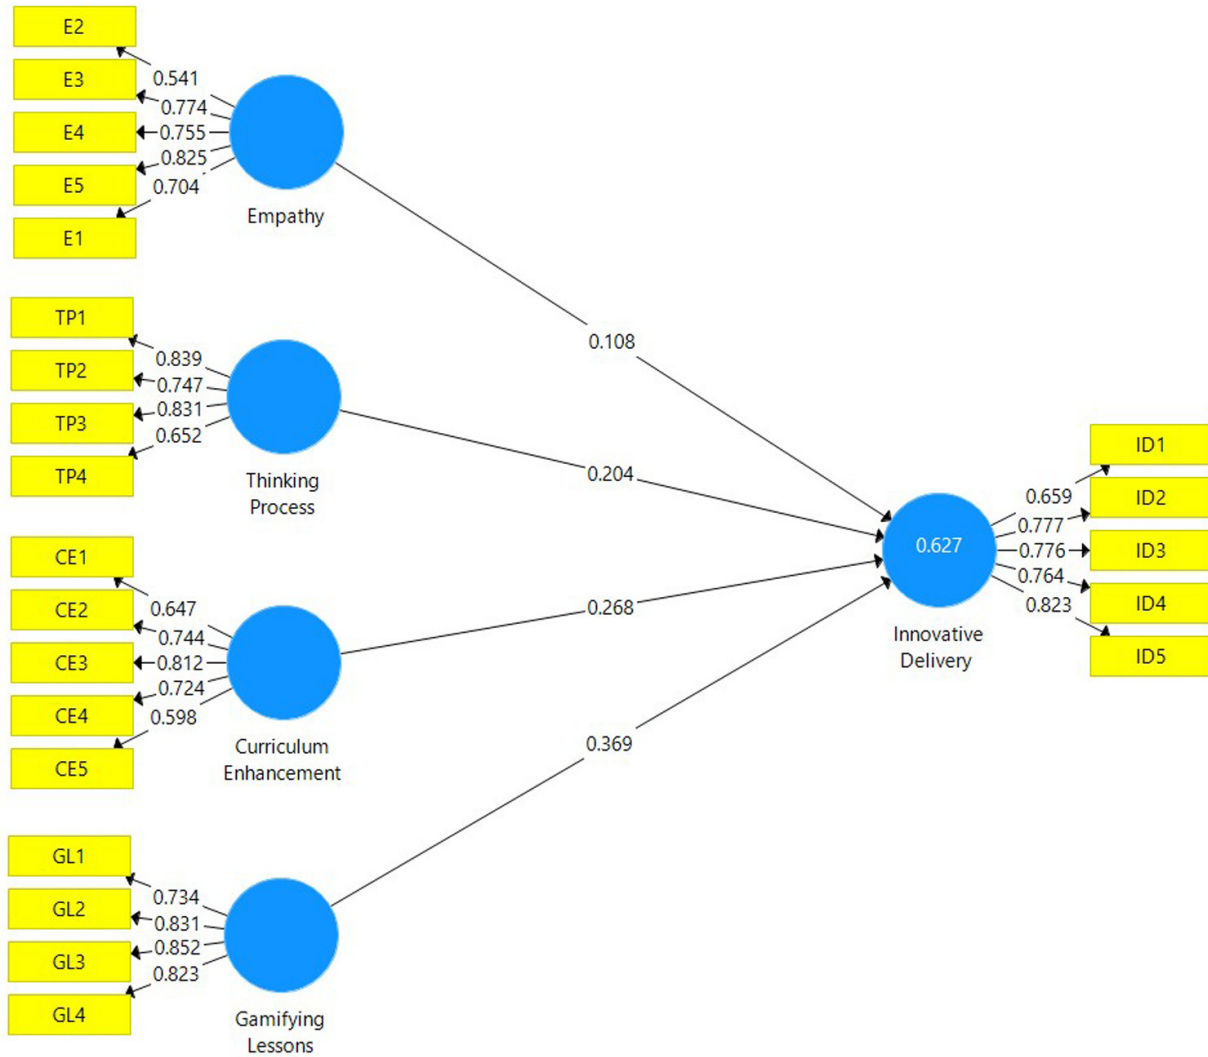 E2
E3
E4
E5
E1
0.541
0.774
0.755
0.825
0.704
Empathy
TP1
TP2
TP3
TP4
0.839
0.747
0.831
0.652
Thinking
Process
CE1
CE2
CE3
CE4
CE5
0.647
0.744
0.812
0.724
0.598
Curriculum
Enhancement
GL1
GL2
GL3
GL4
0.734
0.831
0.852
0.823
Gamifying
Lessons
0.108
0.204
0.268
0.369
0.627
Innovative
Delivery
0.659
0.777
0.776
0.764
0.823
ID1
ID2
ID3
ID4
ID5